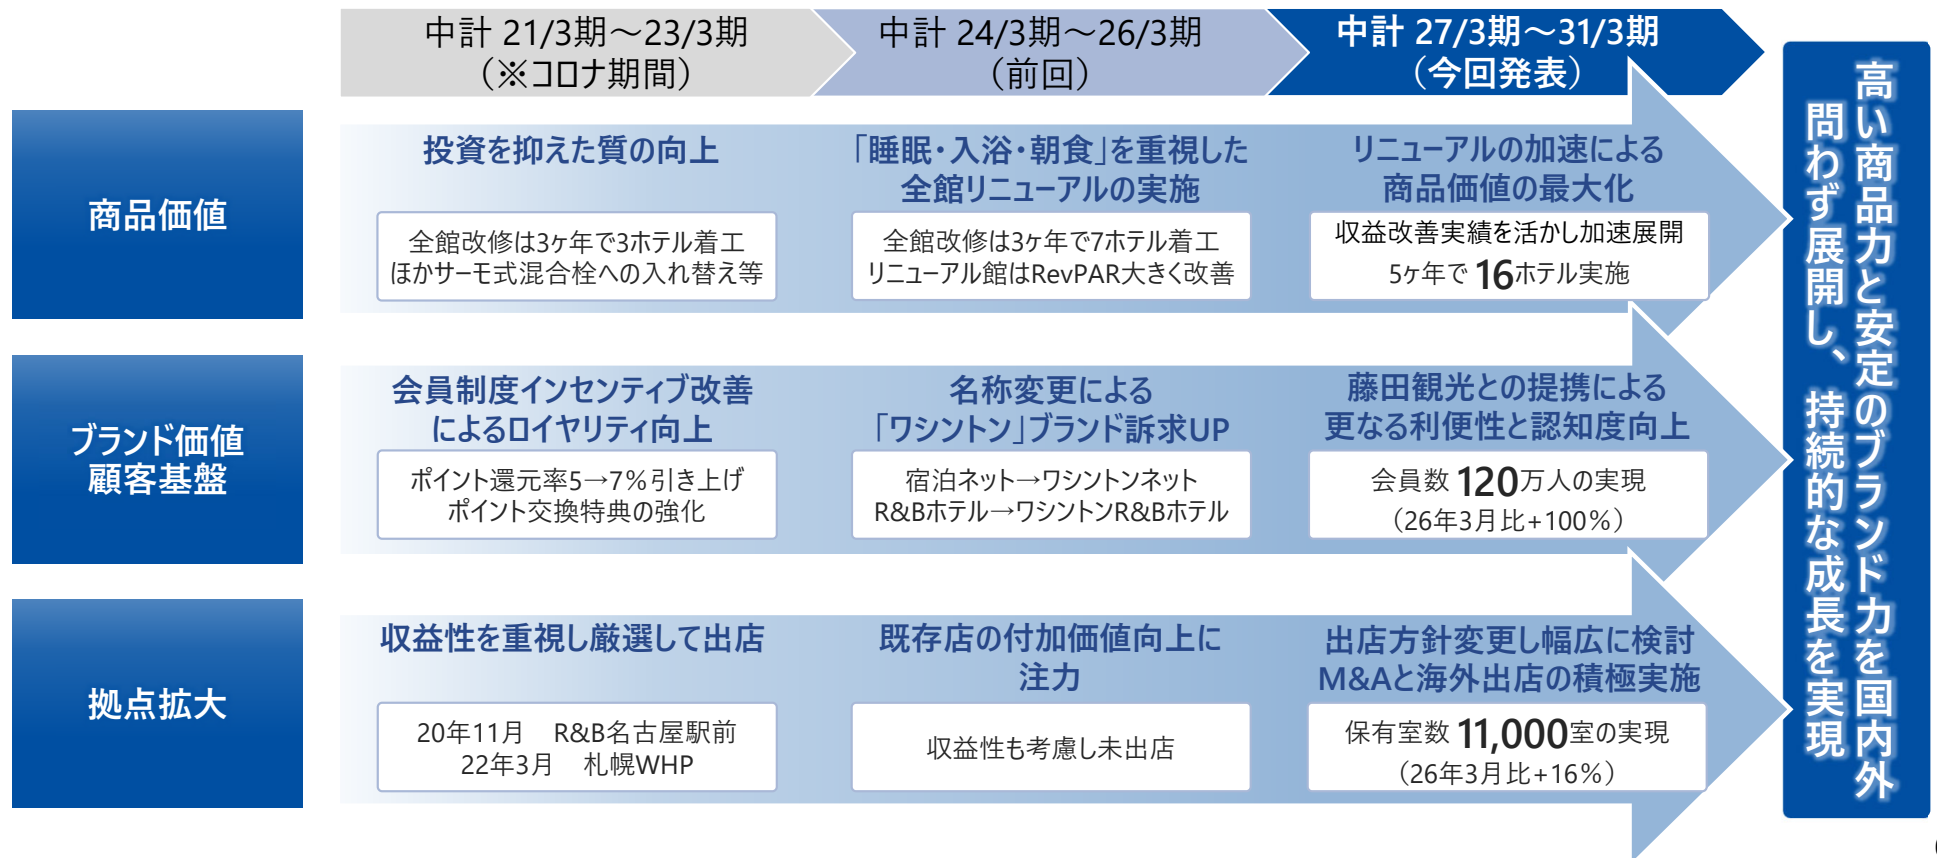 中計 21/3期～23/3期
（※コロナ期間）
中計 24/3期～26/3期
（前回）
中計 27/3期～31/3期
（今回発表）
商品価値
投資を抑えた質の向上
全館改修は3ヶ年で3ホテル着工
ほかサーモ式混合栓への入れ替え等
「睡眠・入浴・朝食」を重視した
全館リニューアルの実施
全館改修は3ヶ年で7ホテル着工
リニューアル館はRevPAR大きく改善
リニューアルの加速による
商品価値の最大化
収益改善実績を活かし加速展開
5ヶ年で 16ホテル実施
ブランド価値
顧客基盤
会員制度インセンティブ改善
によるロイヤリティ向上
ポイント還元率5→7％引き上げ
ポイント交換特典の強化
名称変更による
「ワシントン」ブランド訴求UP
宿泊ネット→ワシントンネット
R&Bホテル→ワシントンR&Bホテル
藤田観光との提携による
更なる利便性と認知度向上
会員数 120万人の実現
（26年3月比+100％）
拠点拡大
収益性を重視し厳選して出店
20年11月　R&B名古屋駅前
22年3月　札幌WHP
既存店の付加価値向上に
注力
収益性も考慮し未出店
出店方針変更し幅広に検討
M&Aと海外出店の積極実施
保有室数 11,000室の実現
（26年3月比+16％）
高い商品力と安定のブランド力を国内外
問わず展開し、持続的な成長を実現